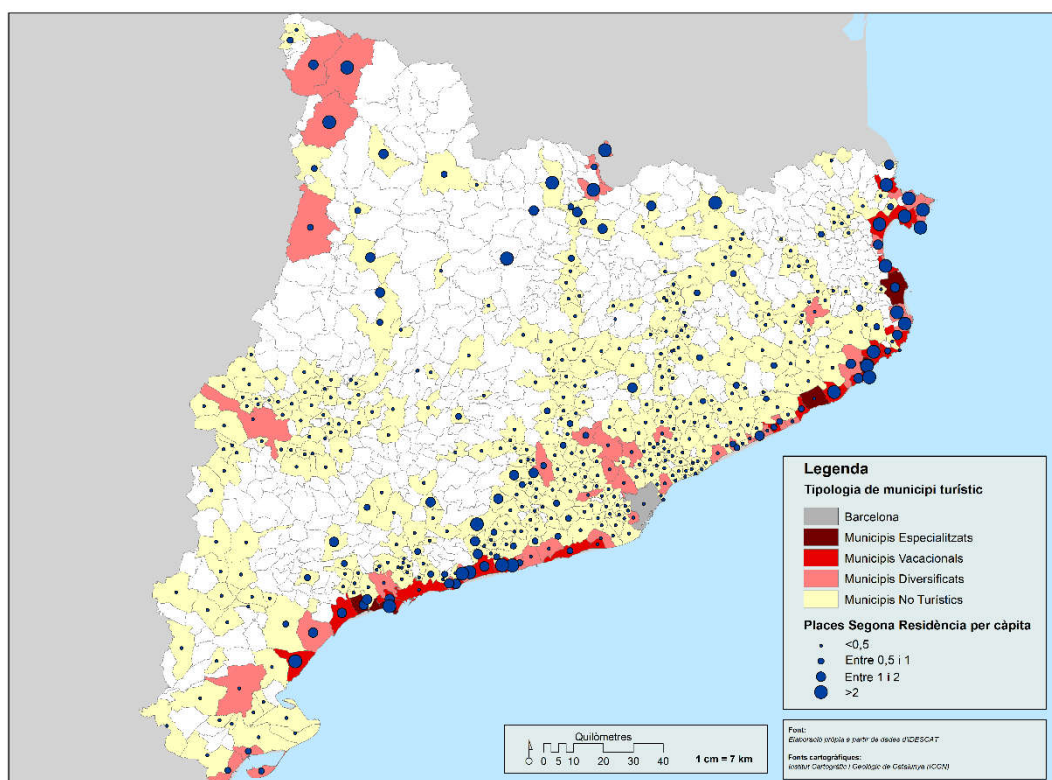 Legenda
Tipologia de municipi turístic
Barcelona
Municipis Especialitzats
Municipis Vacacionals
Municipis Diversificats
Municipis No Turístics
Places Segona Residència per càpita
<0,5
Entre 0,5 i 1
Entre 1 i 2
>2
Quilòmetres
0 5 10 20 30 40
1 cm = 7 km
Font:
Elaboració pròpia a partir de dades d'IDESCAT
Fonts cartogràfiques:
Institut Cartogràfic i Geològic de Catalunya (ICGN)